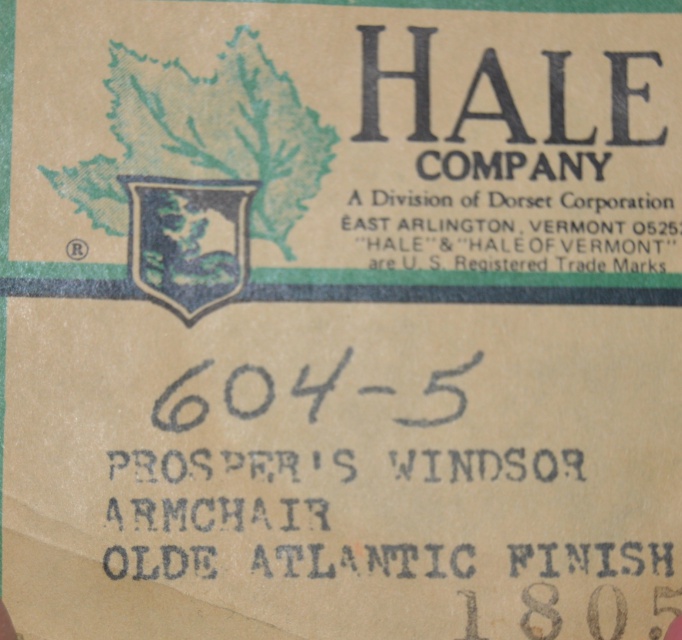 HALE
COMPANY
A Division of Dorset Corporation
EAST ARLINGTON, VERMONT 05252
"HALE" & "HALE OF VERMONT"
are U. S. Registered Trade Marks
®
604-5
PROSPER'S WINDSOR
ARMCHAIR
OLDE ATLANTIC FINISH
1805